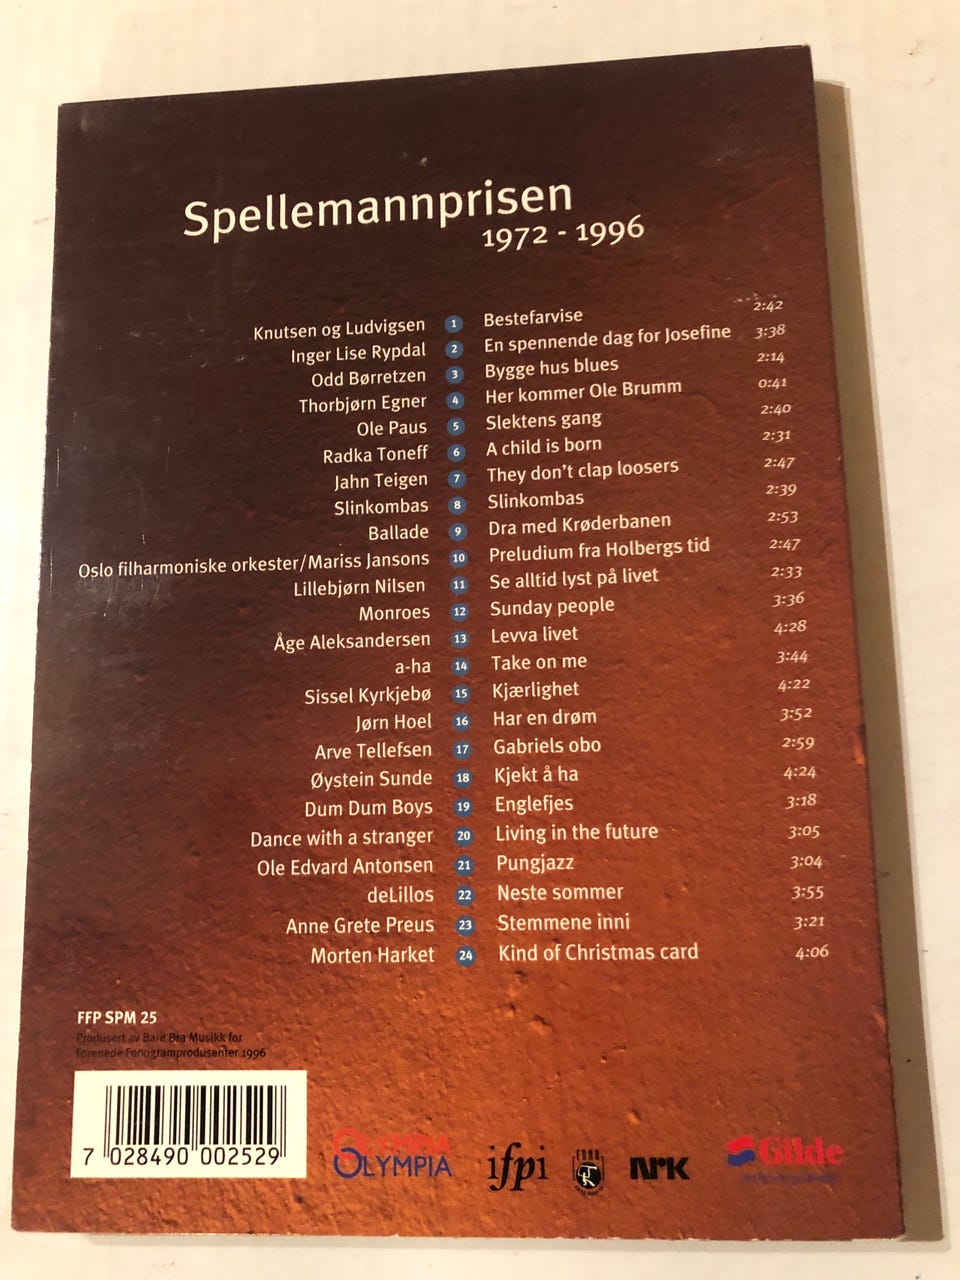 Spellemannprisen
1972 - 1996
Knutsen og Ludvigsen 1 Bestefarvise 2:42
Inger Lise Rypdal 2 En spennende dag for Josefine 3:38
Odd Børretzen 3 Bygge hus blues 2:14
Thorbjørn Egner 4 Her kommer Ole Brumm 0:41
Ole Paus 5 Slektens gang 2:40
Radka Toneff 6 A child is born 2:31
Jahn Teigen 7 They don't clap loosers 2:47
Slinkombas 8 Slinkombas 2:39
Ballade 9 Dra med Krøderbanen 2:53
Oslo filharmoniske orkester/Mariss Jansons 10 Preludium fra Holbergs tid 2:47
Lillebjørn Nilsen 11 Se alltid lyst på livet 2:33
Monroes 12 Sunday people 3:36
Åge Aleksandersen 13 Levva livet 4:28
a-ha 14 Take on me 3:44
Sissel Kyrkjebø 15 Kjærlighet 4:22
Jørn Hoel 16 Har en drøm 3:52
Arve Tellefsen 17 Gabriels obo 2:59
Øystein Sunde 18 Kjekt å ha 4:24
Dum Dum Boys 19 Englefjes 3:18
Dance with a stranger 20 Living in the future 3:05
Ole Edvard Antonsen 21 Pungjazz 3:04
deLillos 22 Neste sommer 3:55
Anne Grete Preus 23 Stemmene inni 3:21
Morten Harket 24 Kind of Christmas card 4:06
FFP SPM 25
Produsert av Bare Bra Musikk for
Forenede Fonogramprodusenter 1996
7 028490 002529
OLYMPIA
OLYMPIA
ifpi
FONO
NRK
Gilde